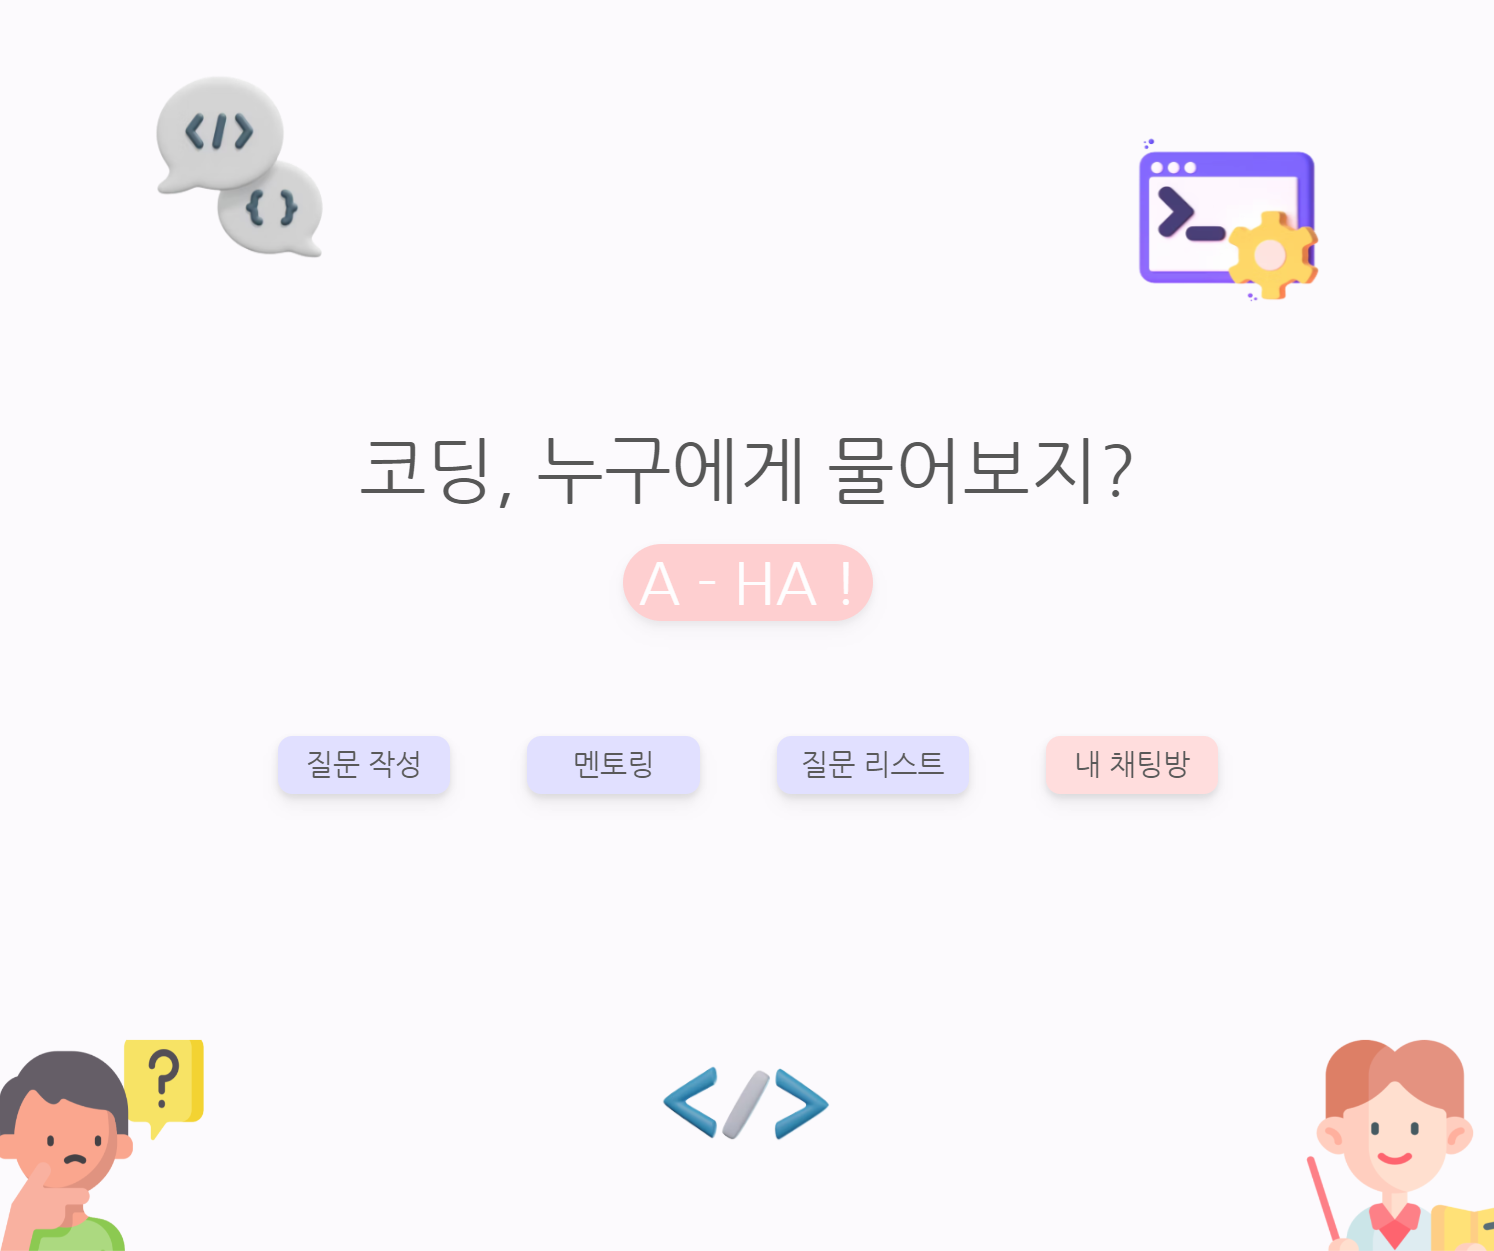 </>
{ }
>_
코딩, 누구에게 물어보지?
A - HA !
질문 작성
멘토링
질문 리스트
내 채팅방
?
</>